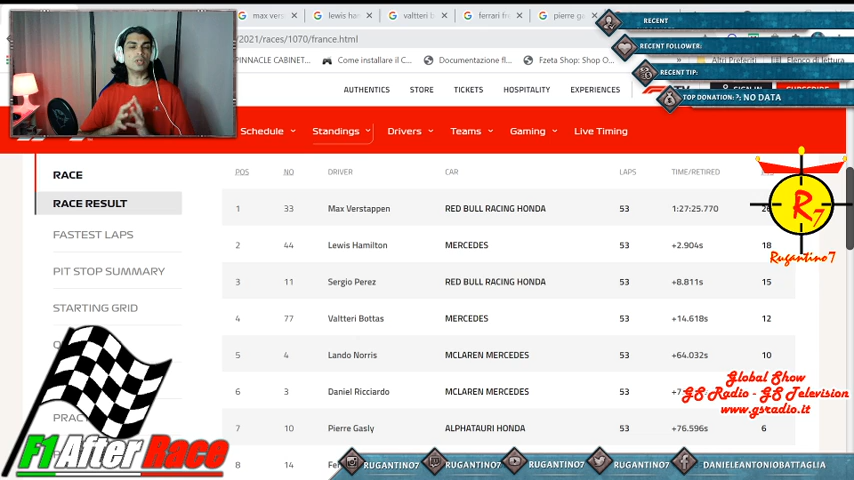 max vers
lewis ham
valtteri b
ferrari fre
pierre ga
RECENT
/2021/races/1070/france.html
RECENT FOLLOWER:
PINNACLE CABINET...
Come installare il C...
Documentazione fl...
Fzeta Shop: Shop O...
Altri Preferiti
Elenco di lettura
RECENT TIP:
AUTHENTICS
STORE
TICKETS
HOSPITALITY
EXPERIENCES
SIGN IN
SUBSCRIBE
TOP DONATION: ?: NO DATA
Schedule
Standings
Drivers
Teams
Gaming
Live Timing
RACE
RACE RESULT
FASTEST LAPS
PIT STOP SUMMARY
STARTING GRID
PRACT
POS NO DRIVER CAR LAPS TIME/RETIRED
1 33 Max Verstappen RED BULL RACING HONDA 53 1:27:25.770
2 44 Lewis Hamilton MERCEDES 53 +2.904s 18
3 11 Sergio Perez RED BULL RACING HONDA 53 +8.811s 15
4 77 Valtteri Bottas MERCEDES 53 +14.618s 12
5 4 Lando Norris MCLAREN MERCEDES 53 +64.032s 10
6 3 Daniel Ricciardo MCLAREN MERCEDES 53
7 10 Pierre Gasly ALPHATAURI HONDA 53 +76.596s 6
8 14
R7
Rugantino7
Global Show
GS Radio - GS Television
www.gsradio.it
F1 After Race
RUGANTINO7
RUGANTINO7
RUGANTINO7
RUGANTINO7
DANIELEANTONIOBATTAGLIA